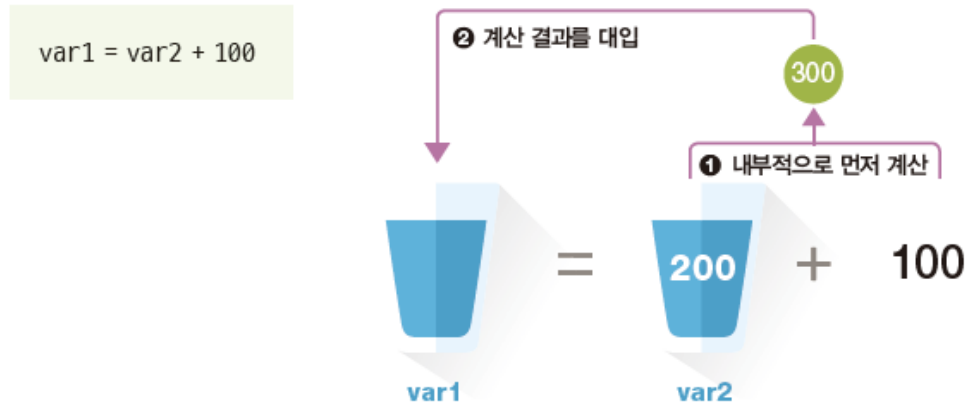 var1 = var2 + 100
❷ 계산 결과를 대입
300
❶ 내부적으로 먼저 계산
= 200 + 100
var1 var2